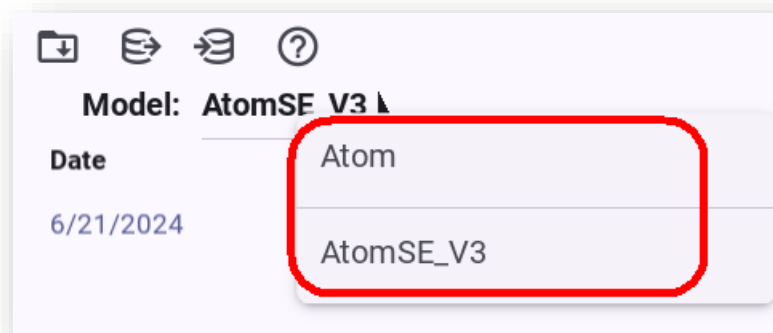 Model: AtomSE_V3
Date
Atom
6/21/2024
AtomSE_V3